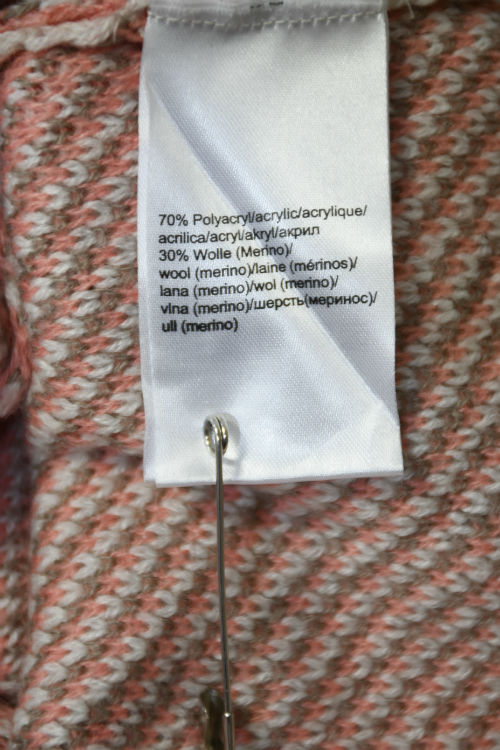 70% Polyacryl/acrylic/acrylique/
acrilica/acryl/akryl/акрил
30% Wolle (Merino)/
wool (merino)/laine (mérinos)/
lana (merino)/wol (merino)/
vlna (merino)/шерсть(меринос)/
ull (merino)